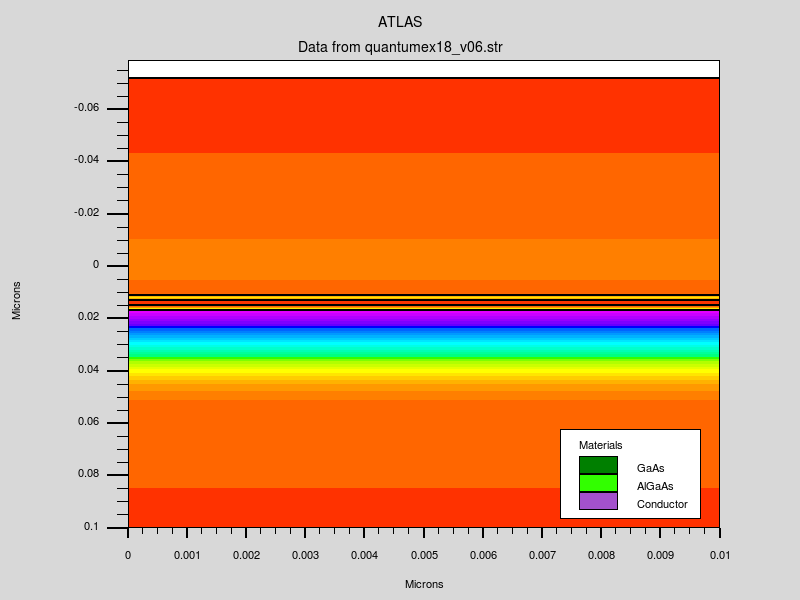 ATLAS
Data from quantumex18_v06.str
-0.06
-0.04
-0.02
0
0.02
0.04
0.06
0.08
0.1
Microns
Materials
GaAs
AlGaAs
Conductor
0 0.001 0.002 0.003 0.004 0.005 0.006 0.007 0.008 0.009 0.01
Microns